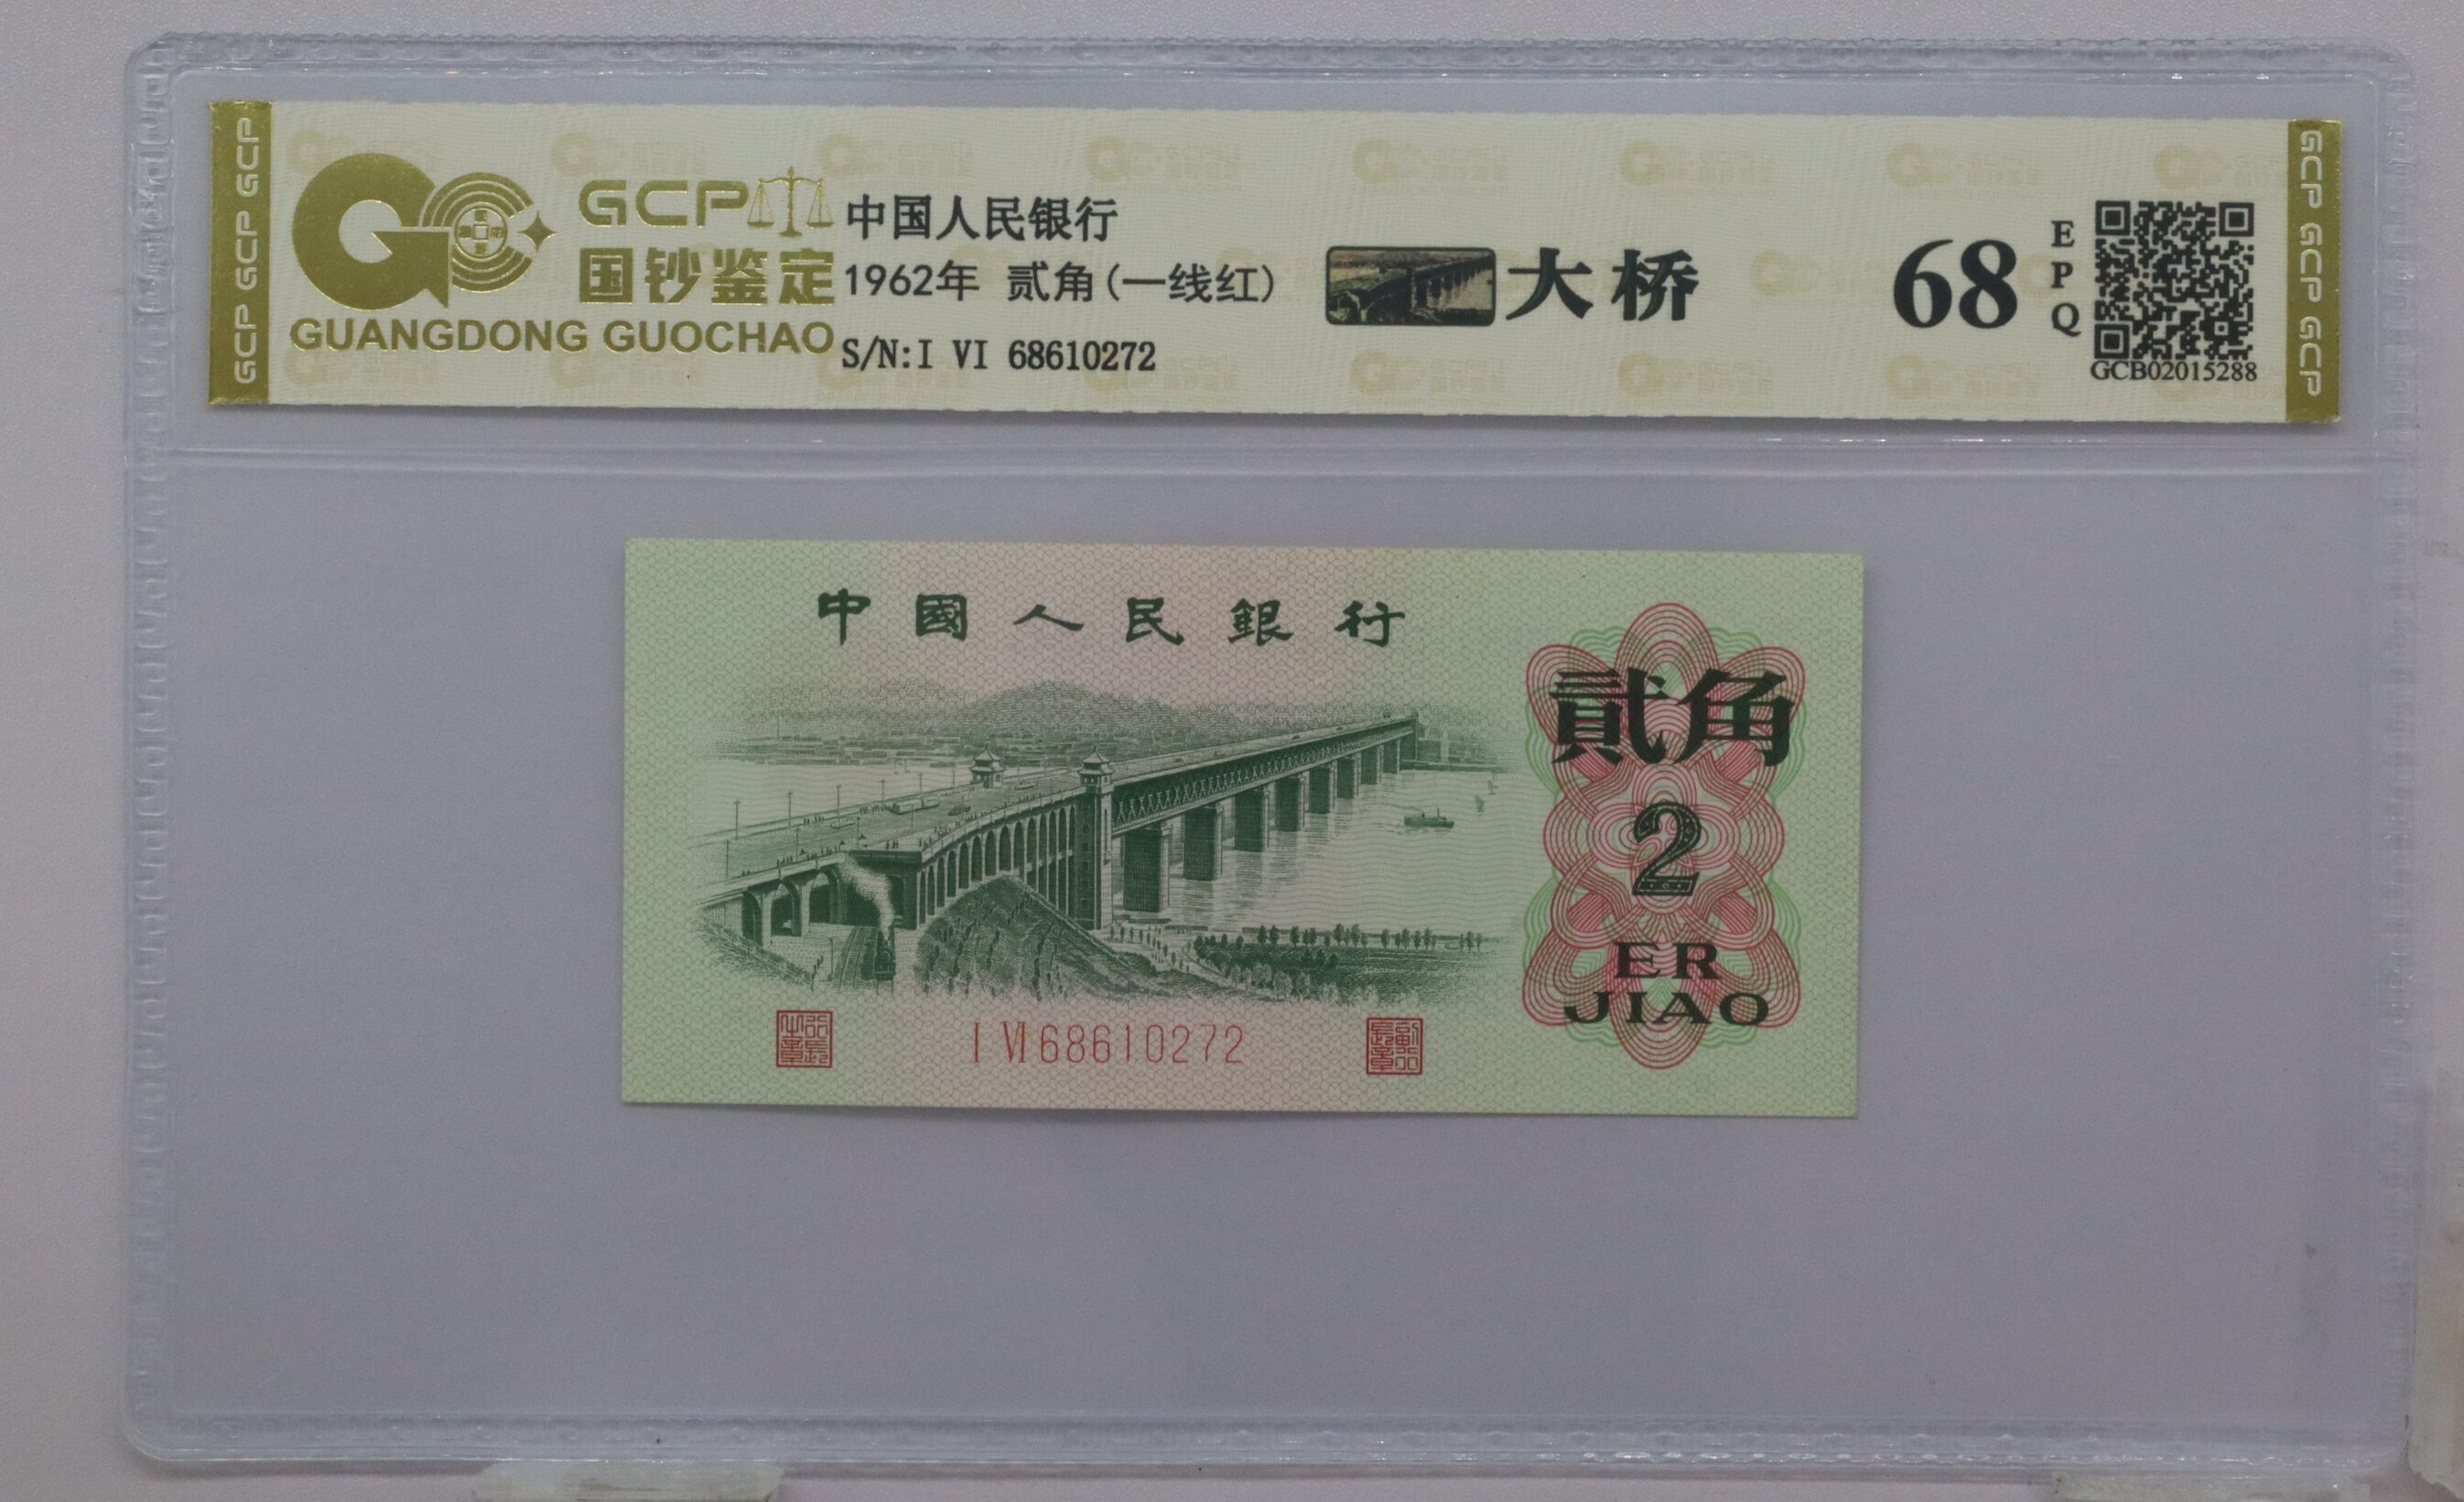 GCP GCP GCP
GCP
国钞鉴定
GUANGDONG GUOCHAO
中国人民银行
1962年 贰角(一线红)
S/N:I VI 68610272
大桥
68
E
P
Q
GCB02015288
GCP GCP GCP
中國人民銀行
貳角
2
ER
JIAO
I VI 68610272